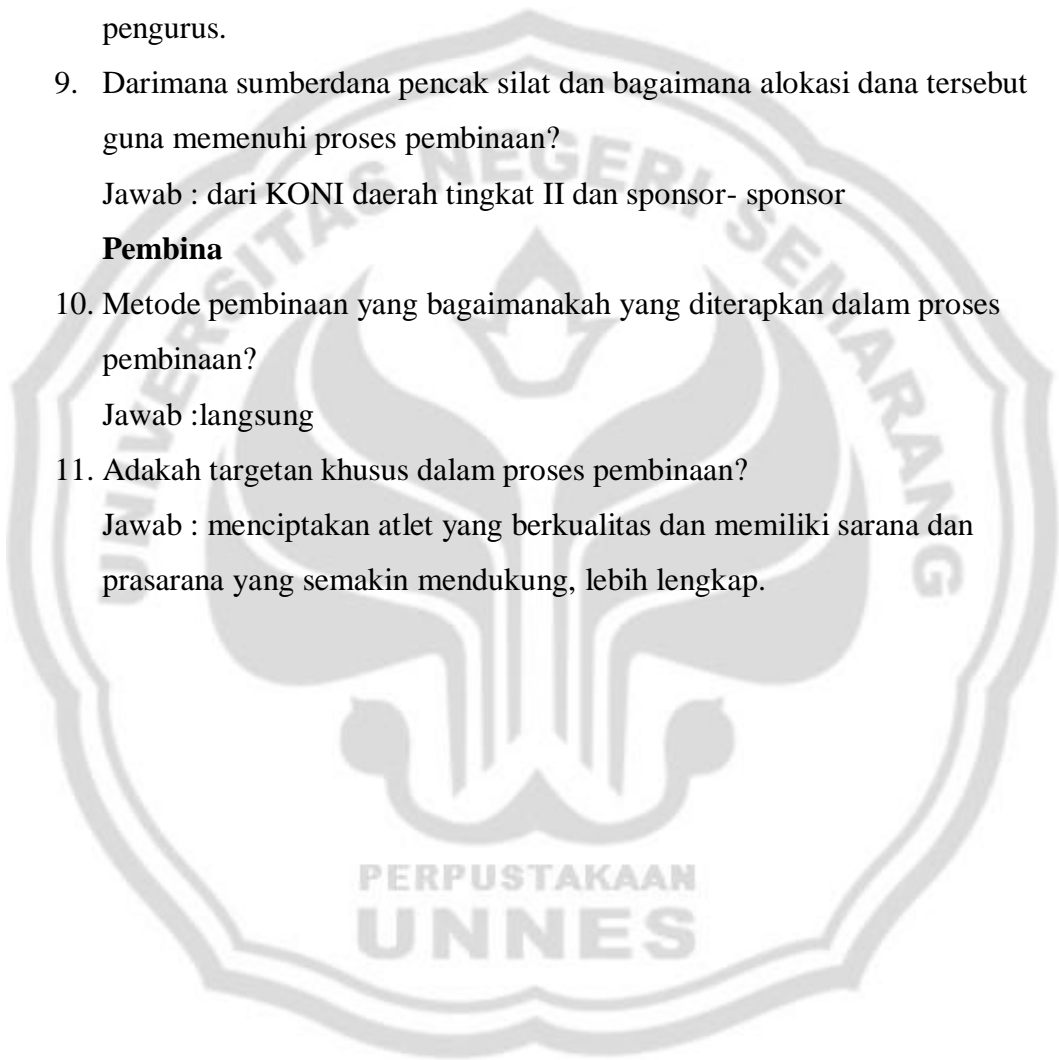 pengurus.
9. Darimana sumberdana pencak silat dan bagaimana alokasi dana tersebut
guna memenuhi proses pembinaan?
Jawab : dari KONI daerah tingkat II dan sponsor- sponsor
Pembina
10. Metode pembinaan yang bagaimanakah yang diterapkan dalam proses
pembinaan?
Jawab :langsung
11. Adakah targetan khusus dalam proses pembinaan?
Jawab : menciptakan atlet yang berkualitas dan memiliki sarana dan
prasarana yang semakin mendukung, lebih lengkap.
UNIVERSITAS NEGERI SEMARANG
PERPUSTAKAAN
UNNES